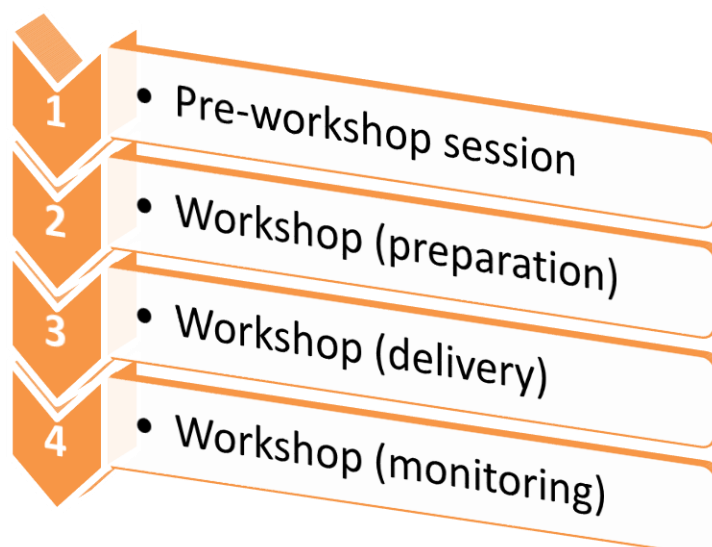 1
• Pre-workshop session
2
• Workshop (preparation)
3
• Workshop (delivery)
4
• Workshop (monitoring)